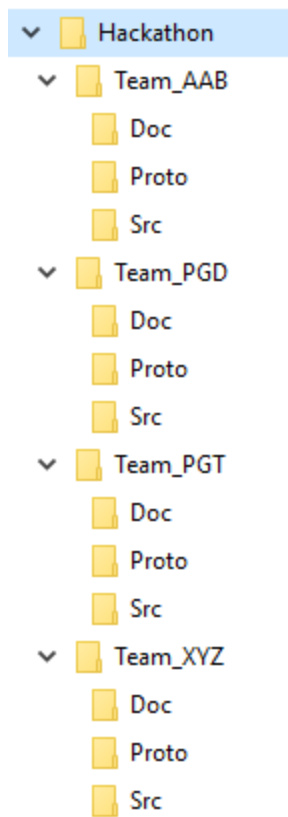 Hackathon
Team_AAB
Doc
Proto
Src
Team_PGD
Doc
Proto
Src
Team_PGT
Doc
Proto
Src
Team_XYZ
Doc
Proto
Src